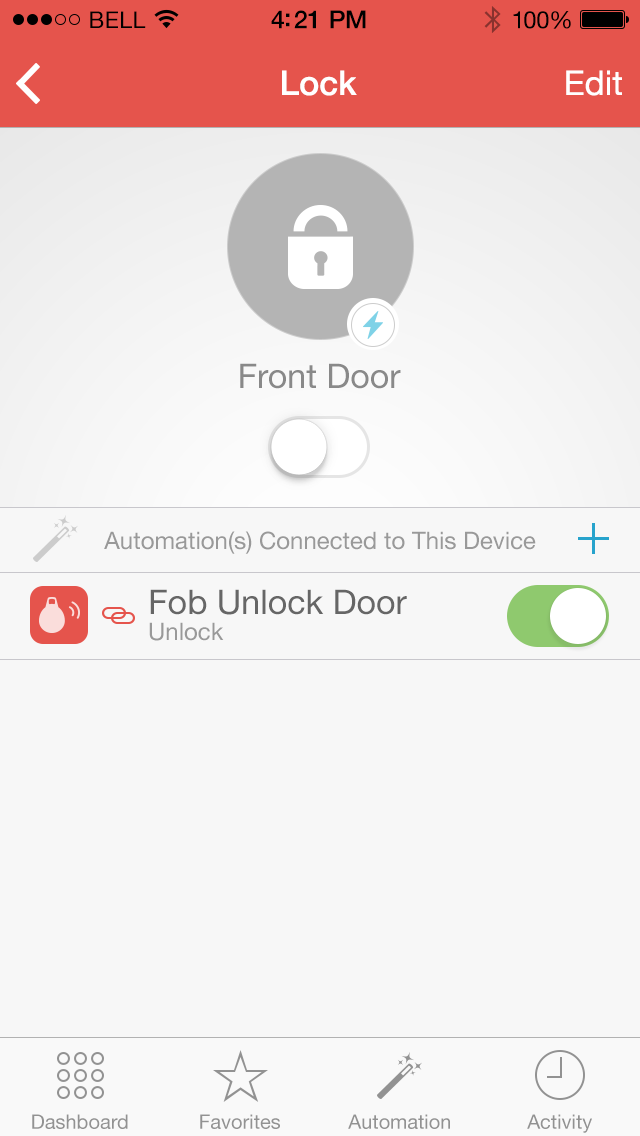 BELL 4:21 PM 100%
Lock Edit
Front Door
Automation(s) Connected to This Device
Fob Unlock Door
Unlock
Dashboard Favorites Automation Activity